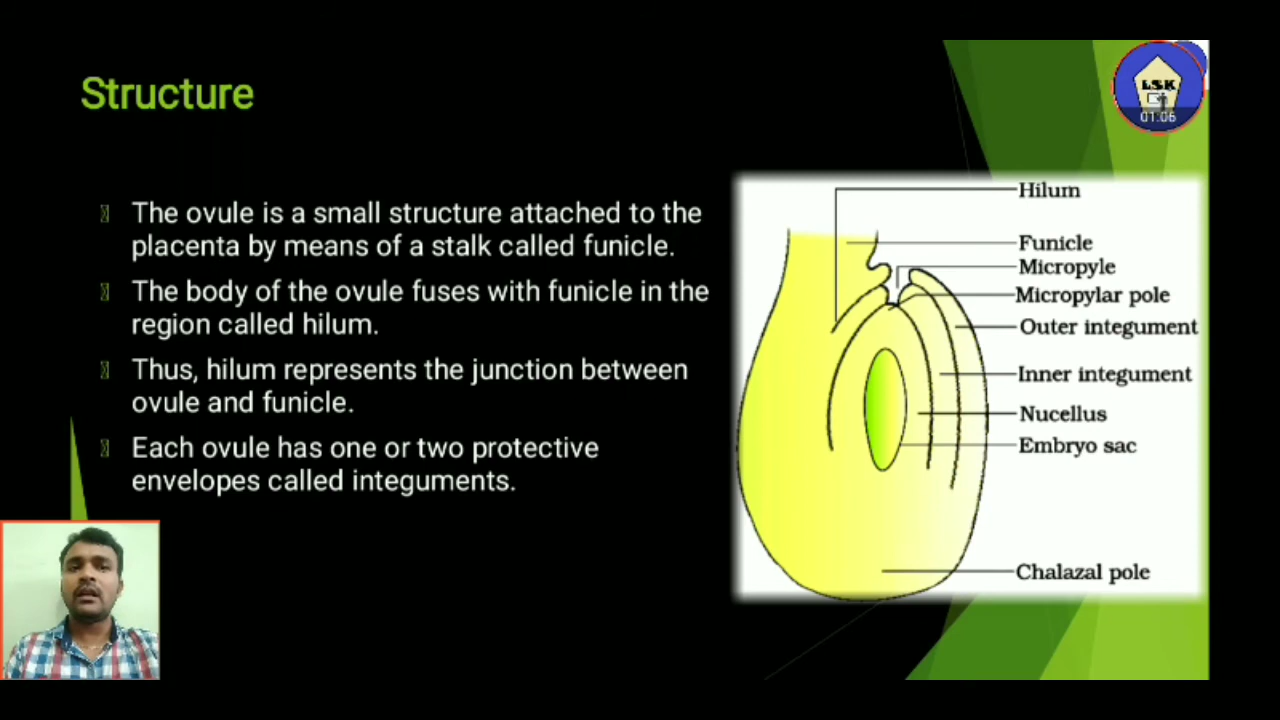 Structure
The ovule is a small structure attached to the
placenta by means of a stalk called funicle.
The body of the ovule fuses with funicle in the
region called hilum.
Thus, hilum represents the junction between
ovule and funicle.
Each ovule has one or two protective
envelopes called integuments.
LSK
01:06
Hilum
Funicle
Micropyle
Micropylar pole
Outer integument
Inner integument
Nucellus
Embryo sac
Chalazal pole